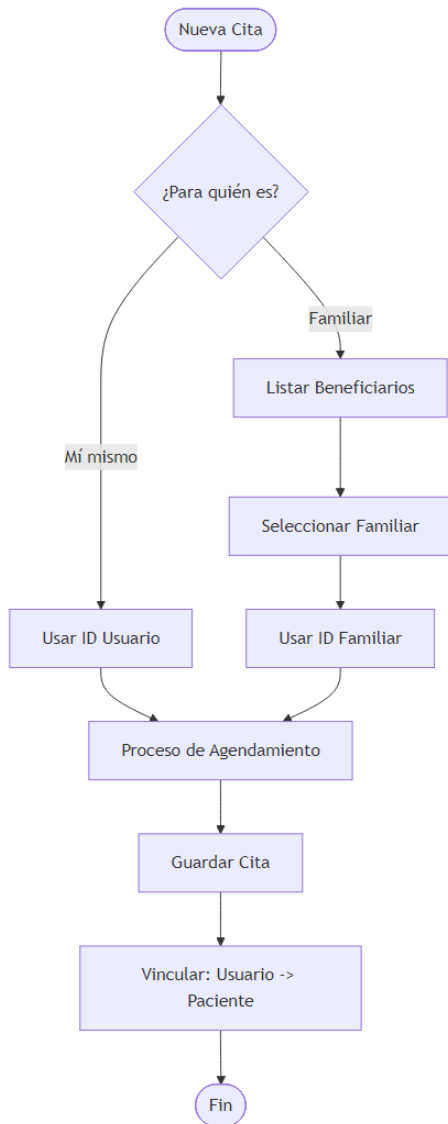 Nueva Cita
¿Para quién es?
Familiar
Listar Beneficiarios
Mí mismo
Seleccionar Familiar
Usar ID Usuario
Usar ID Familiar
Proceso de Agendamiento
Guardar Cita
Vincular: Usuario ->
Paciente
Fin